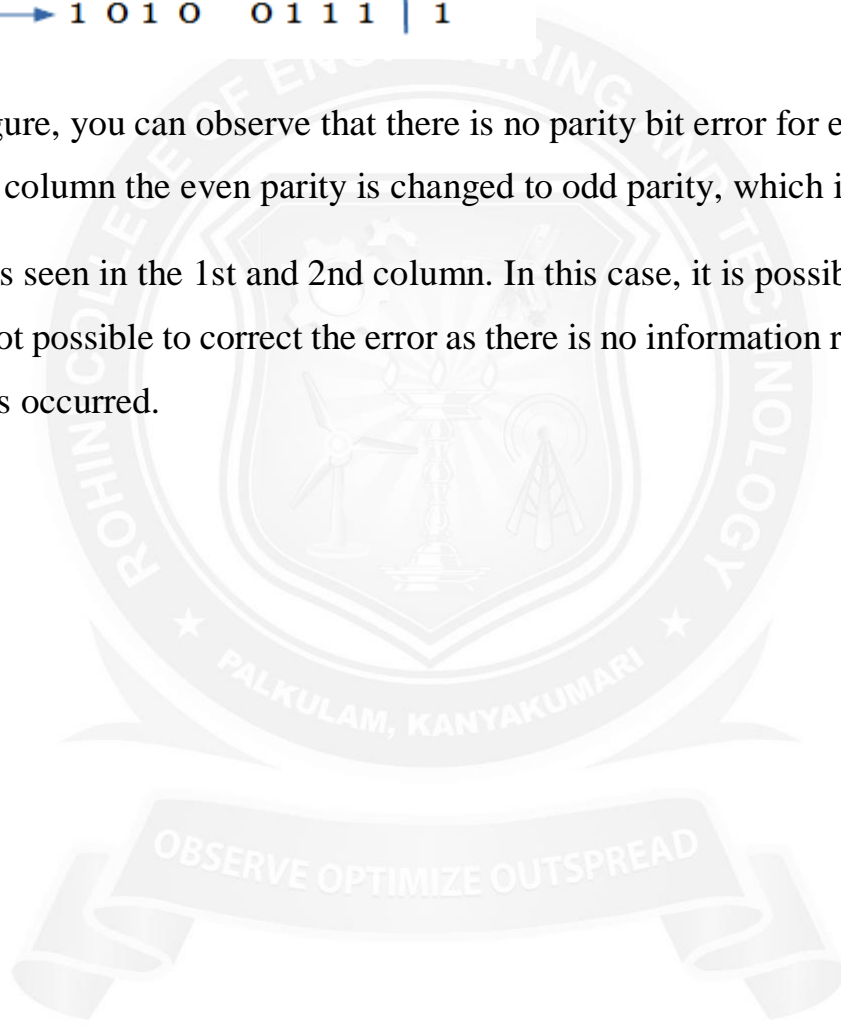 1 0 1 0 0 1 1 1 | 1
gure, you can observe that there is no parity bit error for e
column the even parity is changed to odd parity, which i
s seen in the 1st and 2nd column. In this case, it is possib
ot possible to correct the error as there is no information r
s occurred.
ROHINI COLLEGE OF ENGINEERING AND TECHNOLOGY
PALKULAM, KANYAKUMARI
OBSERVE OPTIMIZE OUTSPREAD